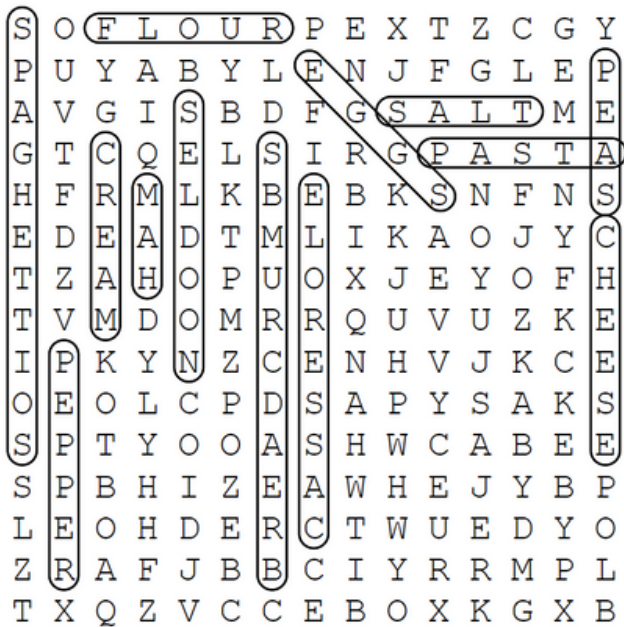 S O F L O U R P E X T Z C G Y
P U Y A B Y L E N J F G L E P
A V G I S B D F G S A L T M E
G T C Q E L S I R G P A S T A
H F R M L K B E B K S N F N S
E D E A D T M L I K A O J Y C
T Z A H O P U O X J E Y O F H
T V M D O M R R Q U V U Z K E
I P K Y N Z C E N H V J K C E
O E O L C P D S A P Y S A K S
S P T Y O O A S H W C A B E E
S P B H I Z E A W H E J Y B P
L E O H D E R C T W U E D Y O
Z R A F J B B C I Y R R M P L
T X Q Z V C C E B O X K G X B